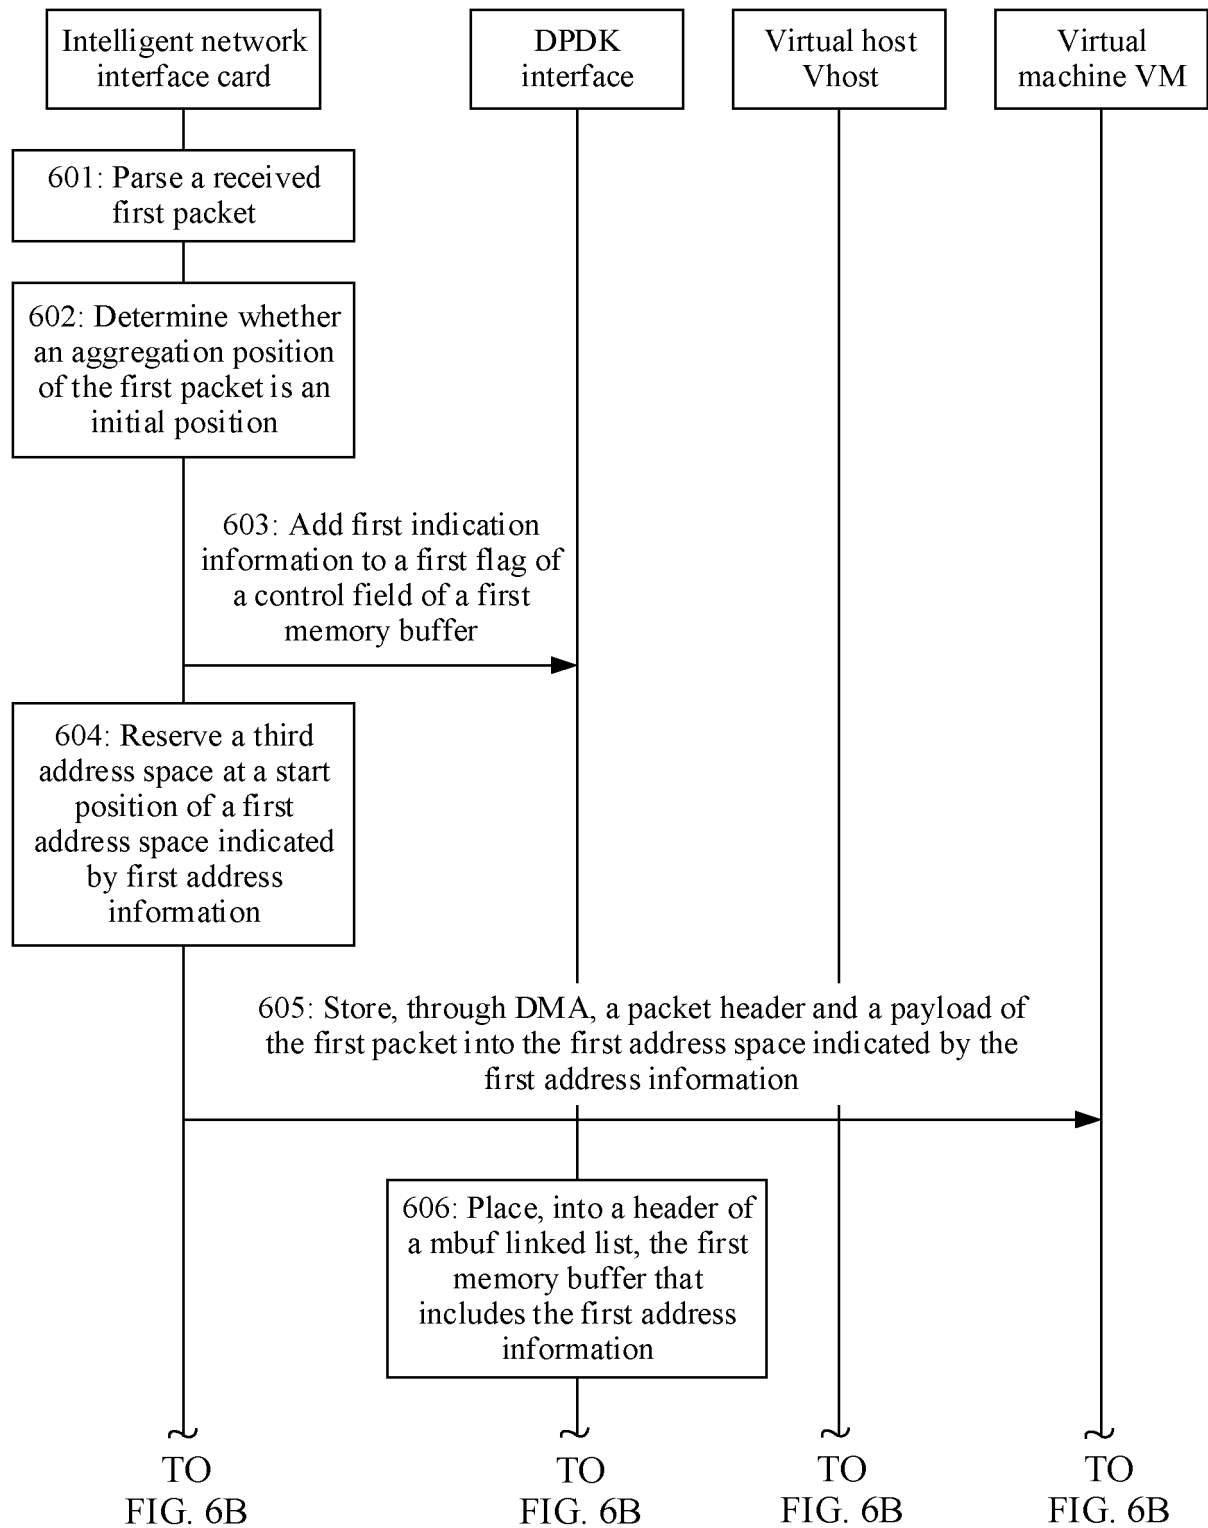 Intelligent network
interface card
DPDK
interface
Virtual host
Vhost
Virtual
machine VM
601: Parse a received
first packet
602: Determine whether
an aggregation position
of the first packet is an
initial position
603: Add first indication
information to a first flag of
a control field of a first
memory buffer
604: Reserve a third
address space at a start
position of a first
address space indicated
by first address
information
605: Store, through DMA, a packet header and a payload of
the first packet into the first address space indicated by the
first address information
606: Place, into a header of
a mbuf linked list, the first
memory buffer that
includes the first address
information
TO
FIG. 6B
TO
FIG. 6B
TO
FIG. 6B
TO
FIG. 6B